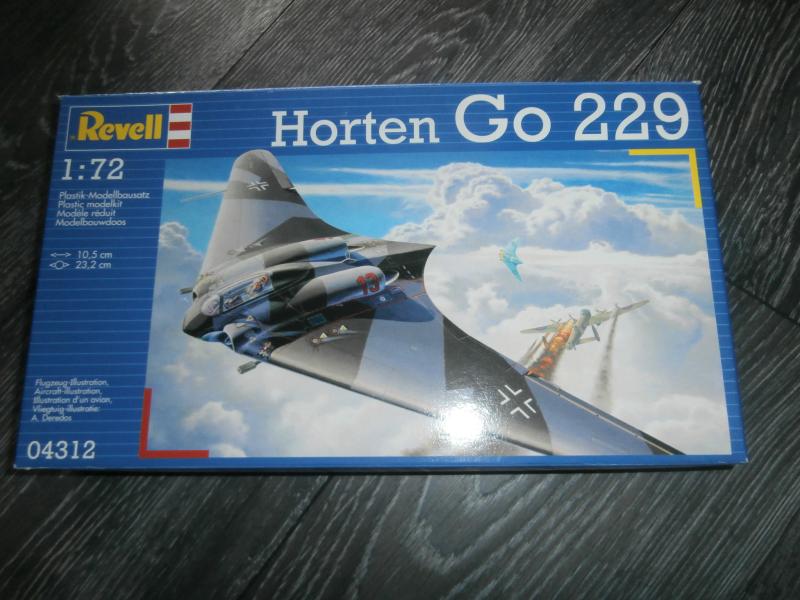 Revell
Horten Go 229
1:72
Plastik-Modellbausatz
Plastic modelkit
Modèle réduit
Modelbouwdoos
10,5 cm
23,2 cm
13
Flugzeug-Illustration,
Aircraft-illustration,
Illustration d'un avion,
Vliegtuig-illustratie:
A. Deredos
04312